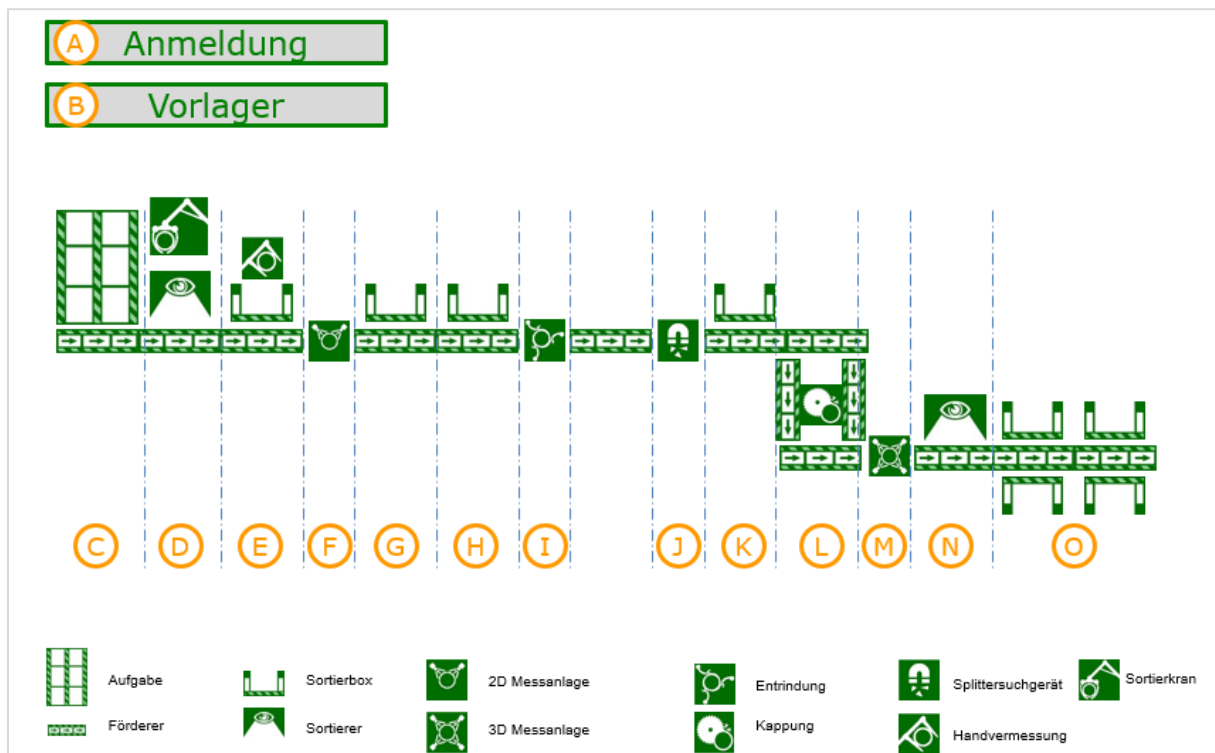 A Anmeldung
B Vorlager
C D E F G H I J K L M N O
Aufgabe Sortierbox 2D Messanlage Entrindung Splittersuchgerät Sortierkran
Förderer Sortierer 3D Messanlage Kappung Handvermessung